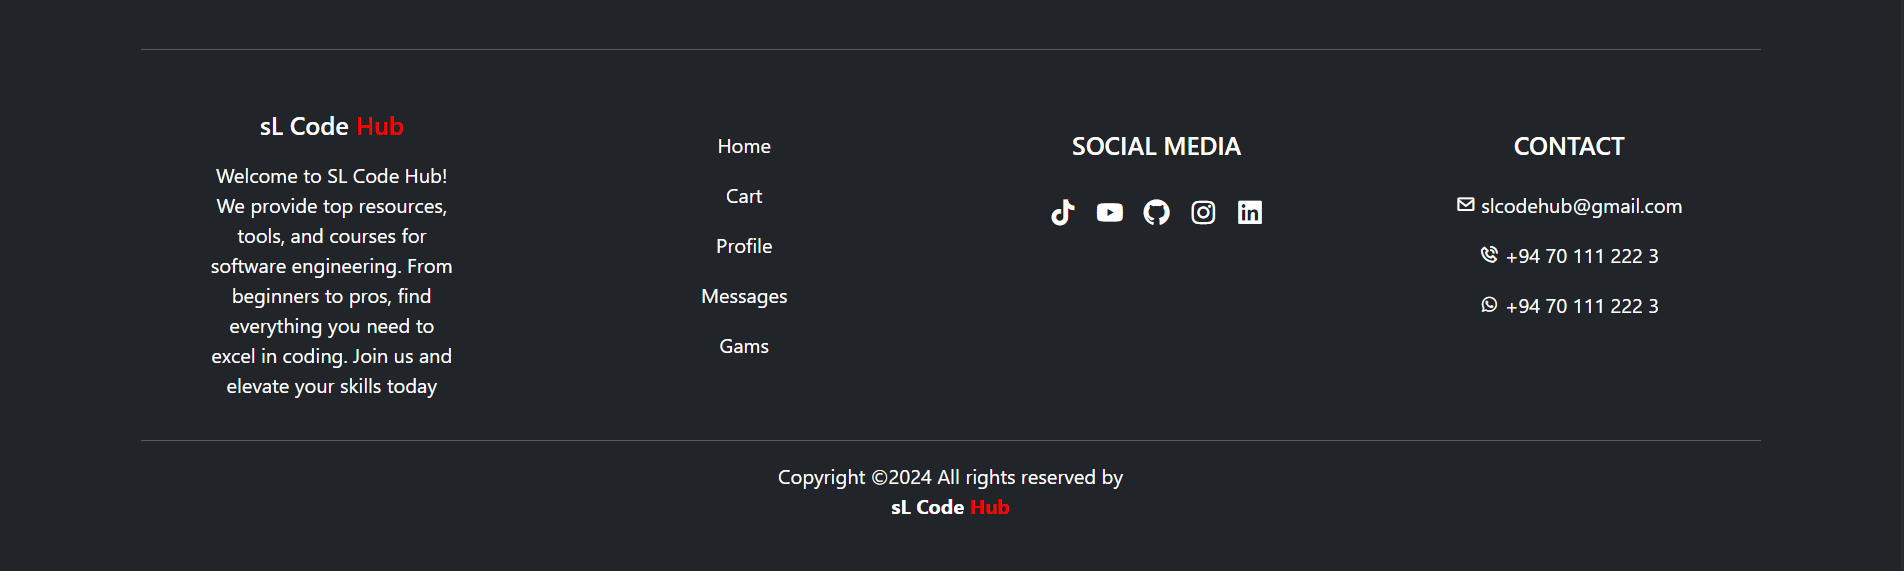 sL Code Hub
Welcome to SL Code Hub!
We provide top resources,
tools, and courses for
software engineering. From
beginners to pros, find
everything you need to
excel in coding. Join us and
elevate your skills today
Home
Cart
Profile
Messages
Gams
SOCIAL MEDIA
CONTACT
slcodehub@gmail.com
+94 70 111 222 3
+94 70 111 222 3
Copyright ©2024 All rights reserved by
sL Code Hub